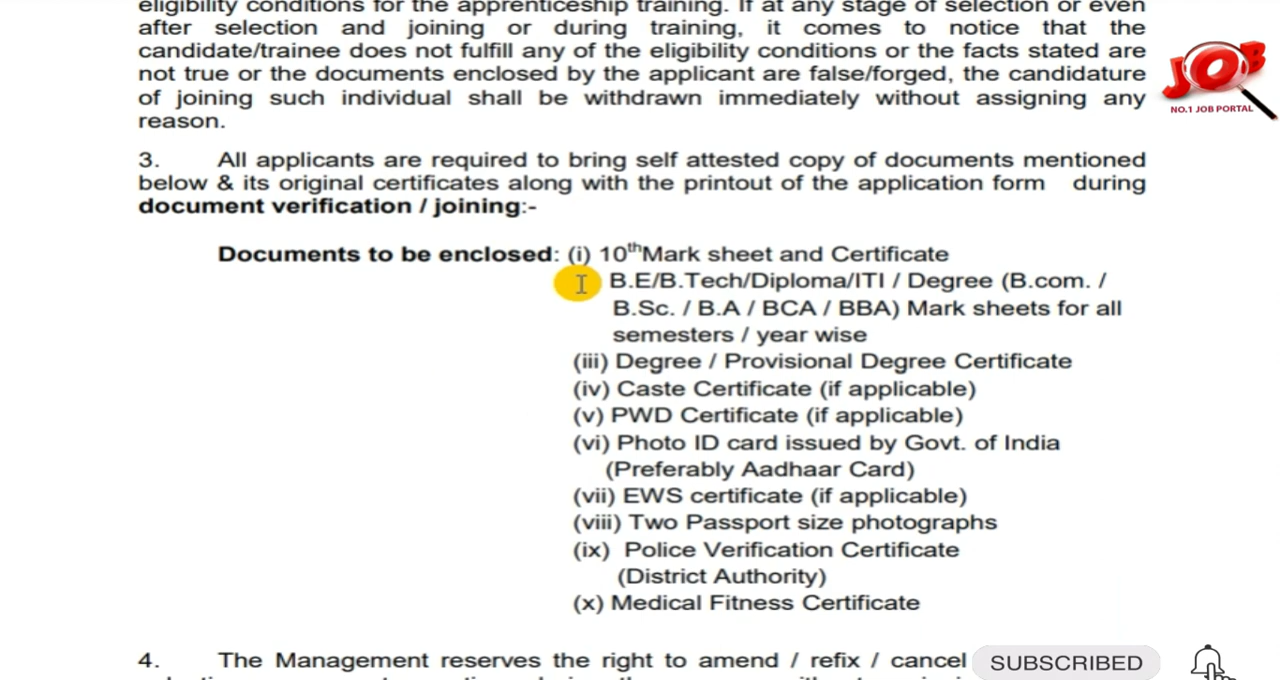 eligibility conditions for the apprenticeship training. If at any stage of selection or even
after selection and joining or during training, it comes to notice that the
candidate/trainee does not fulfill any of the eligibility conditions or the facts stated are
not true or the documents enclosed by the applicant are false/forged, the candidature
of joining such individual shall be withdrawn immediately without assigning any
reason.
JOB
NO.1 JOB PORTAL
3. All applicants are required to bring self attested copy of documents mentioned
below & its original certificates along with the printout of the application form during
document verification / joining:-
Documents to be enclosed: (i) 10th Mark sheet and Certificate
B.E/B.Tech/Diploma/ITI / Degree (B.com. /
B.Sc. / B.A / BCA / BBA) Mark sheets for all
semesters / year wise
(iii) Degree / Provisional Degree Certificate
(iv) Caste Certificate (if applicable)
(v) PWD Certificate (if applicable)
(vi) Photo ID card issued by Govt. of India
(Preferably Aadhaar Card)
(vii) EWS certificate (if applicable)
(viii) Two Passport size photographs
(ix) Police Verification Certificate
(District Authority)
(x) Medical Fitness Certificate
4. The Management reserves the right to amend / refix / cancel
SUBSCRIBED